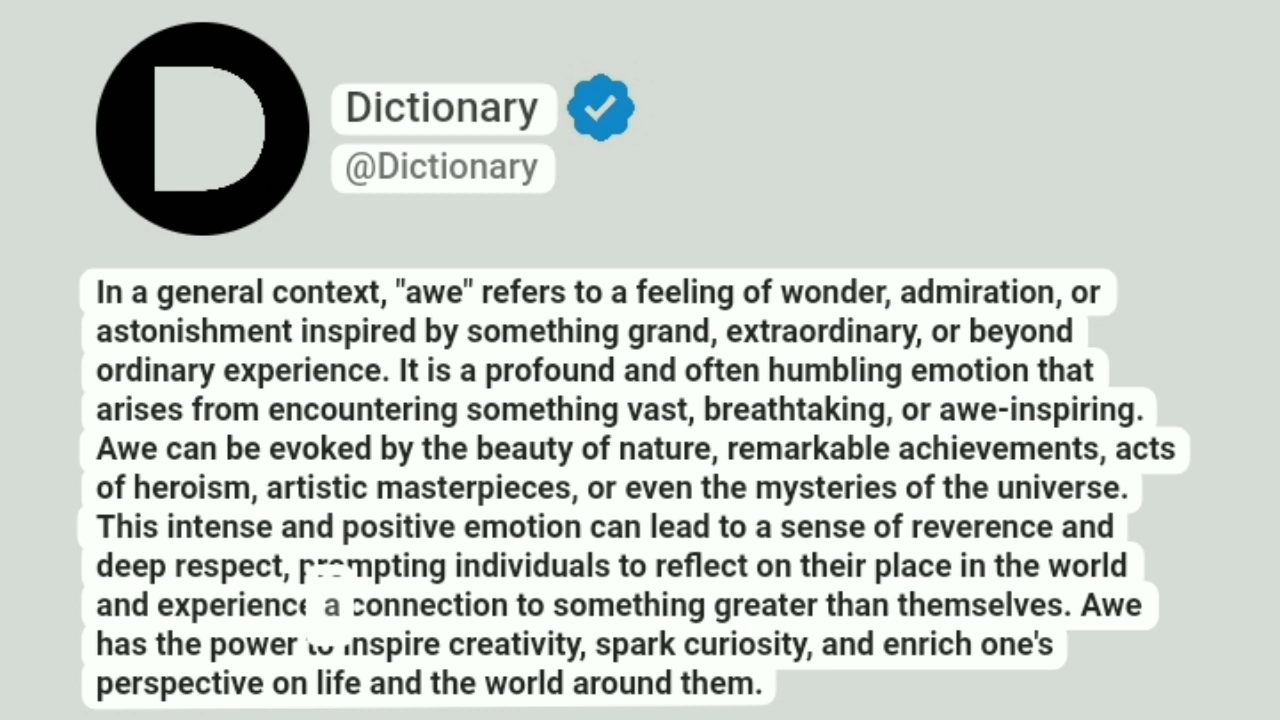 D
Dictionary
@Dictionary
In a general context, "awe" refers to a feeling of wonder, admiration, or
astonishment inspired by something grand, extraordinary, or beyond
ordinary experience. It is a profound and often humbling emotion that
arises from encountering something vast, breathtaking, or awe-inspiring.
Awe can be evoked by the beauty of nature, remarkable achievements, acts
of heroism, artistic masterpieces, or even the mysteries of the universe.
This intense and positive emotion can lead to a sense of reverence and
deep respect, prompting individuals to reflect on their place in the world
and experience a connection to something greater than themselves. Awe
has the power to inspire creativity, spark curiosity, and enrich one's
perspective on life and the world around them.